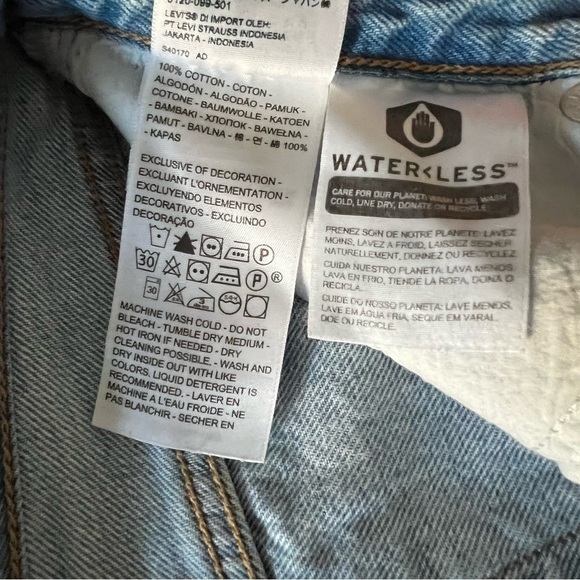 0120-099-501
LEVI'S® DI IMPORT OLEH:
PT LEVI STRAUSS INDONESIA
JAKARTA - INDONESIA
S40170 AD
100% COTTON - COTON -
ALGODÓN - ALGODÃO - PAMUK -
COTONE - BAUMWOLLE - KATOEN
- BAMBAKI - ХЛОПОК - BAWEŁNA -
PAMUT - BAVLNA - 棉 - 면 - 綿 100%
- KAPAS
EXCLUSIVE OF DECORATION -
EXCLUANT L'ORNEMENTATION -
EXCLUYENDO ELEMENTOS
DECORATIVOS - EXCLUINDO
DECORAÇÃO
P
30
P ®
30
MACHINE WASH COLD - DO NOT
BLEACH - TUMBLE DRY MEDIUM -
HOT IRON IF NEEDED - DRY
CLEANING POSSIBLE. - WASH AND
DRY INSIDE OUT WITH LIKE
COLORS. LIQUID DETERGENT IS
RECOMMENDED. - LAVER EN
MACHINE A L'EAU FROIDE - NE
PAS BLANCHIR - SECHER EN
WATER<LESS™
CARE FOR OUR PLANET: WASH LESS, WASH
COLD, LINE DRY, DONATE OR RECYCLE.
PRENEZ SOIN DE NOTRE PLANETE: LAVEZ
MOINS, LAVEZ A FROID, LAISSEZ SECHER
NATURELLEMENT, DONNEZ OU RECYCLEZ
CUIDA NUESTRO PLANETA: LAVA MENOS,
LAVA EN FRIO, TIENDE LA ROPA, DONA O
RECICLA.
CUIDE DO NOSSO PLANETA: LAVE MENOS,
LAVE EM ÁGUA FRIA, SEQUE EM VARAL,
DOE OU RECICLE.